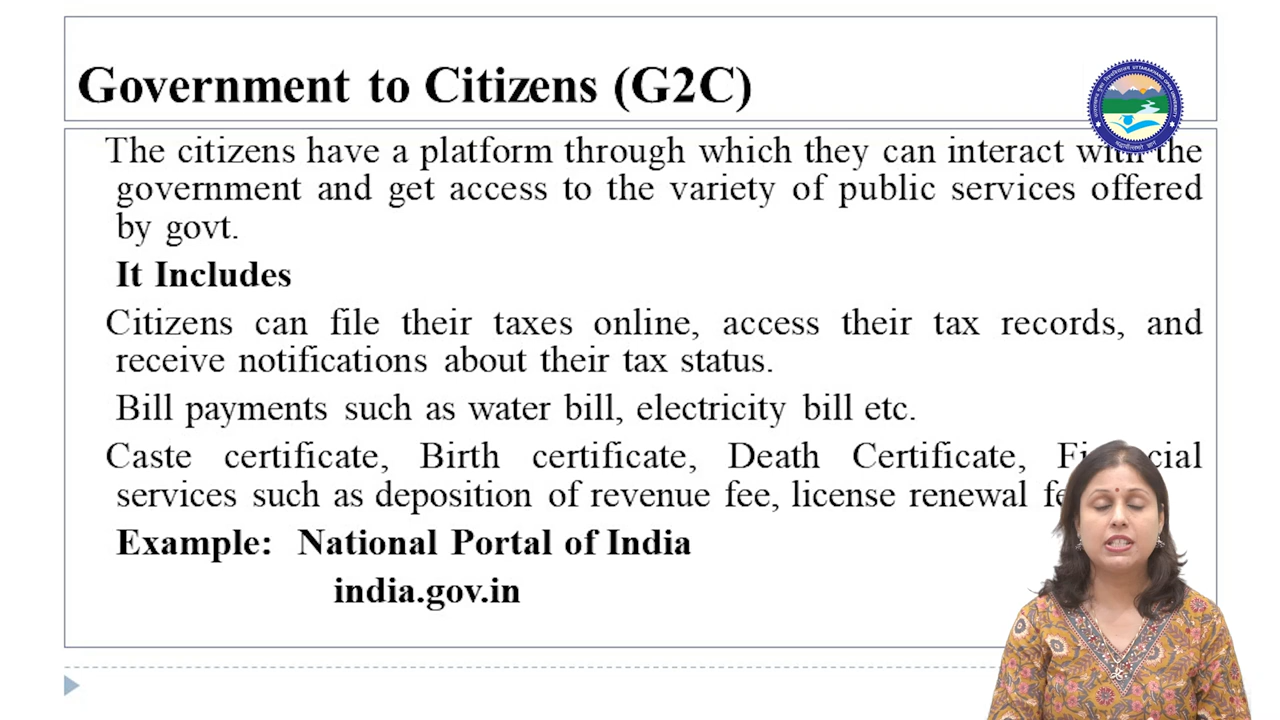 Government to Citizens (G2C)
The citizens have a platform through which they can interact with the
government and get access to the variety of public services offered
by govt.
It Includes
Citizens can file their taxes online, access their tax records, and
receive notifications about their tax status.
Bill payments such as water bill, electricity bill etc.
Caste certificate, Birth certificate, Death Certificate, Financial
services such as deposition of revenue fee, license renewal
Example: National Portal of India
india.gov.in